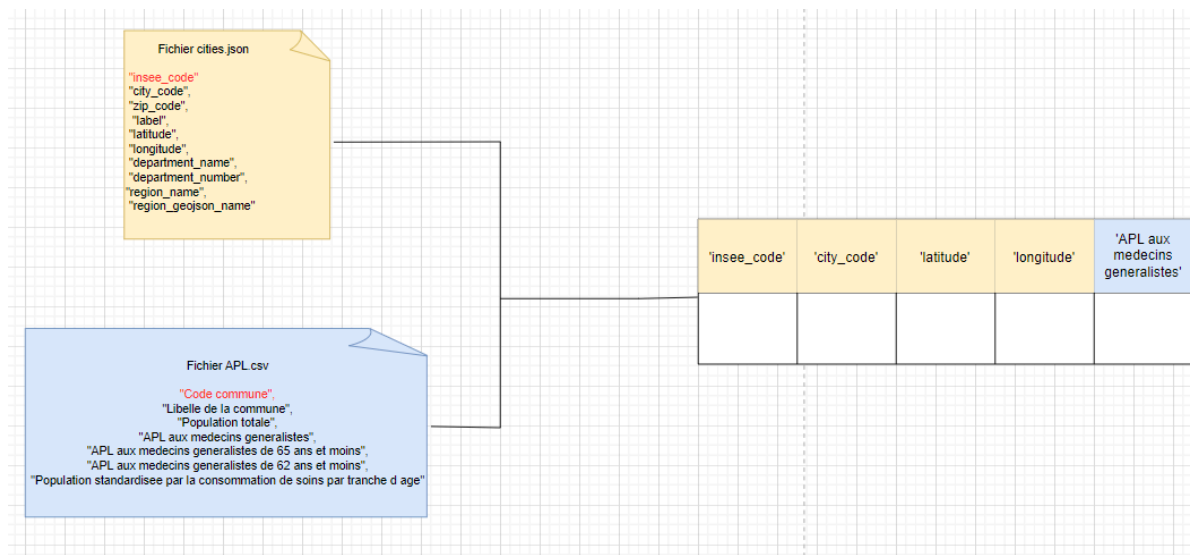 Fichier cities.json
"insee_code"
"city_code",
"zip_code",
"label",
"latitude",
"longitude",
"department_name",
"department_number",
"region_name",
"region_geojson_name"
'insee_code' 'city_code' 'latitude' 'longitude' 'APL aux
medecins
generalistes'
Fichier APL.csv
"Code commune",
"Libelle de la commune",
"Population totale",
"APL aux medecins generalistes",
"APL aux medecins generalistes de 65 ans et moins",
"APL aux medecins generalistes de 62 ans et moins",
"Population standardisee par la consommation de soins par tranche d age"